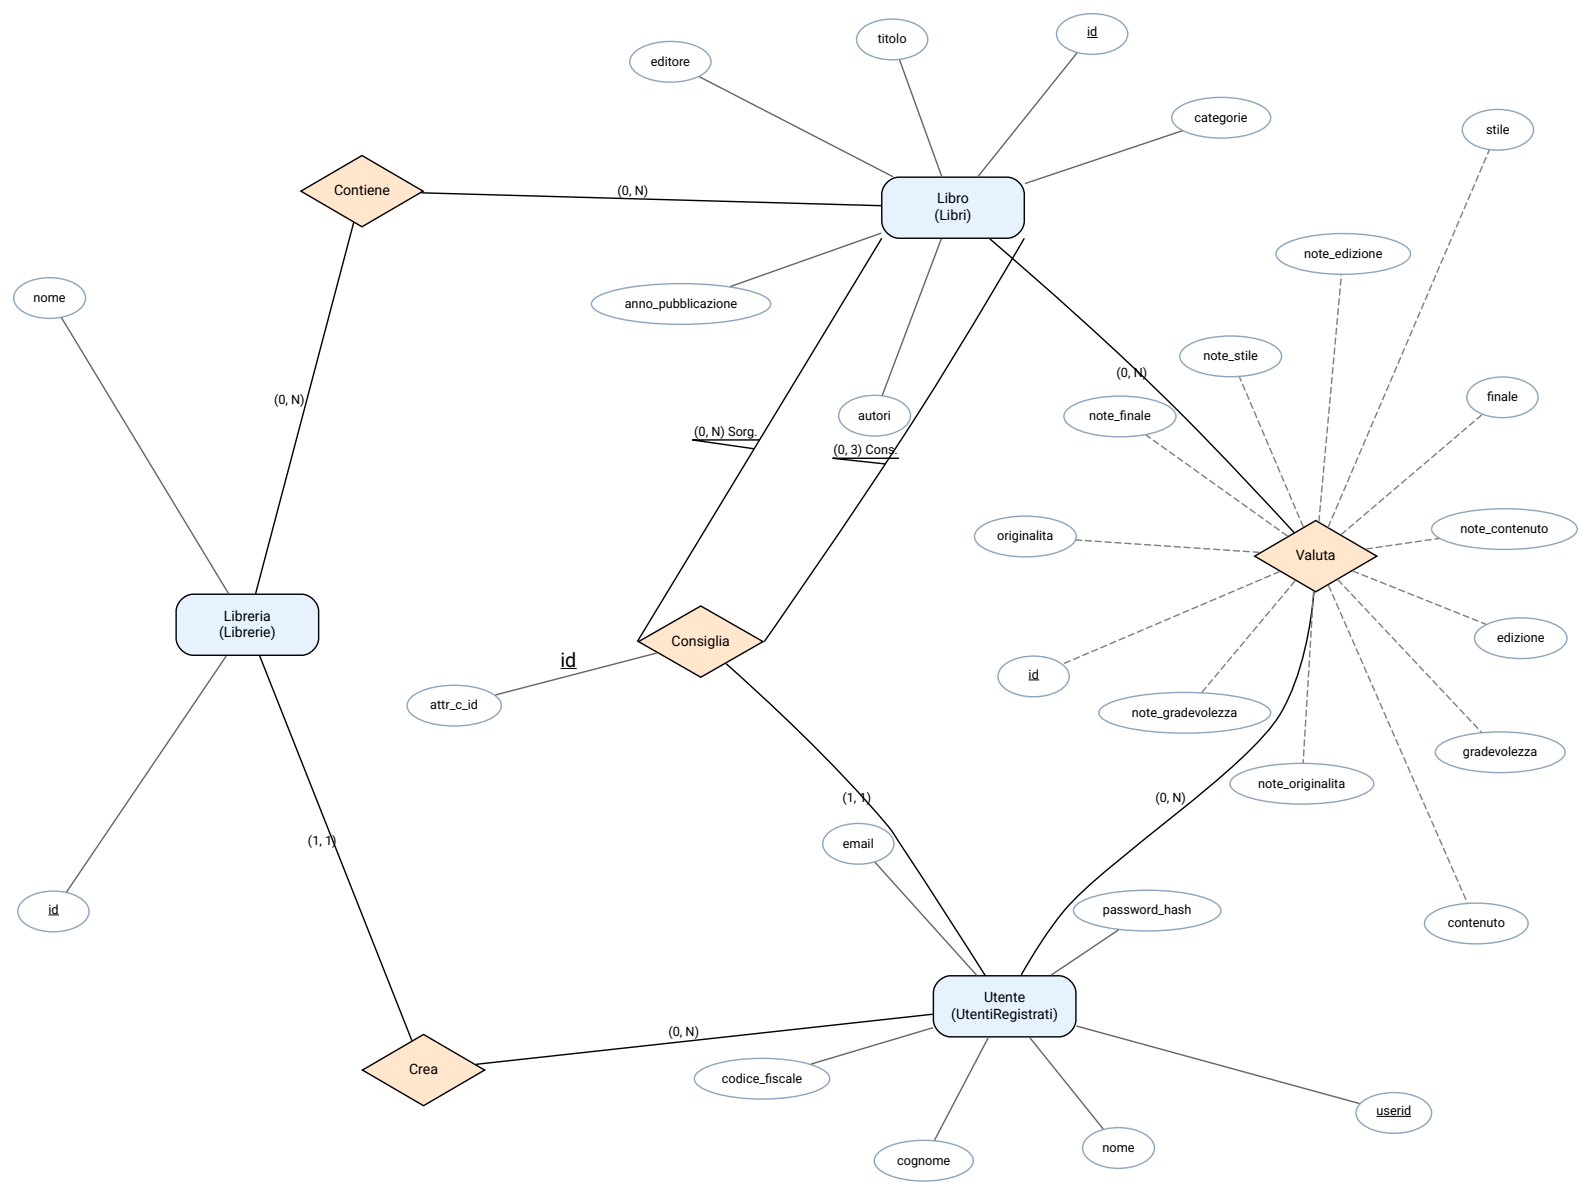 id
titolo
editore
categorie
stile
Contiene
(0, N)
Libro
(Libri)
note_edizione
nome
anno_pubblicazione
note_stile
(0, N)
(0, N)
finale
autori
note_finale
(0, N) Sorg.
(0, 3) Cons.
note_contenuto
originalita
Valuta
Libreria
(Librerie)
Consiglia
edizione
id
id
attr_c_id
note_gradevolezza
gradevolezza
note_originalita
(1, 1)
(0, N)
(1, 1)
email
id
password_hash
contenuto
Utente
(UtentiRegistrati)
(0, N)
Crea
codice_fiscale
userid
nome
cognome